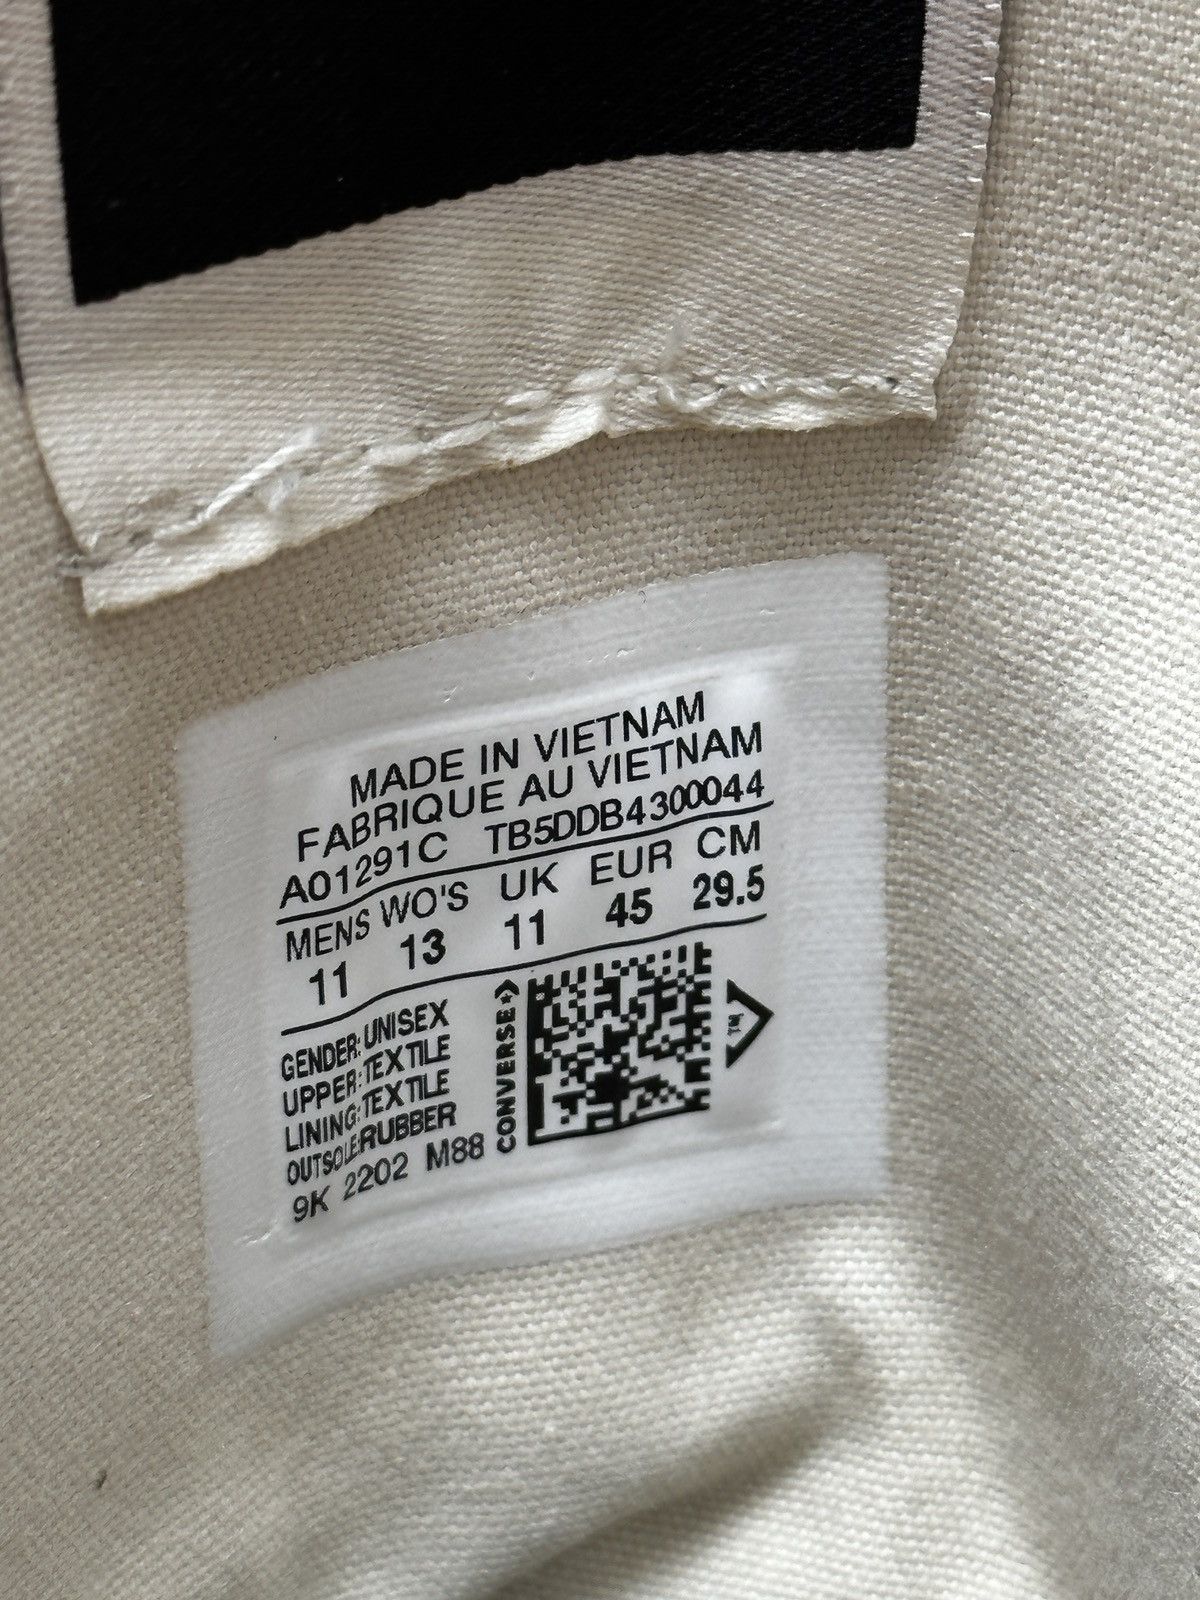 MADE IN VIETNAM
FABRIQUE AU VIETNAM
A01291C TB5DDB4300044
MENS WO'S UK EUR CM
11 13 11 45 29.5
GENDER:UNISEX
UPPER:TEXTILE
LINING:TEXTILE
OUTSOLE:RUBBER
9K 2202 M88
CONVERSE